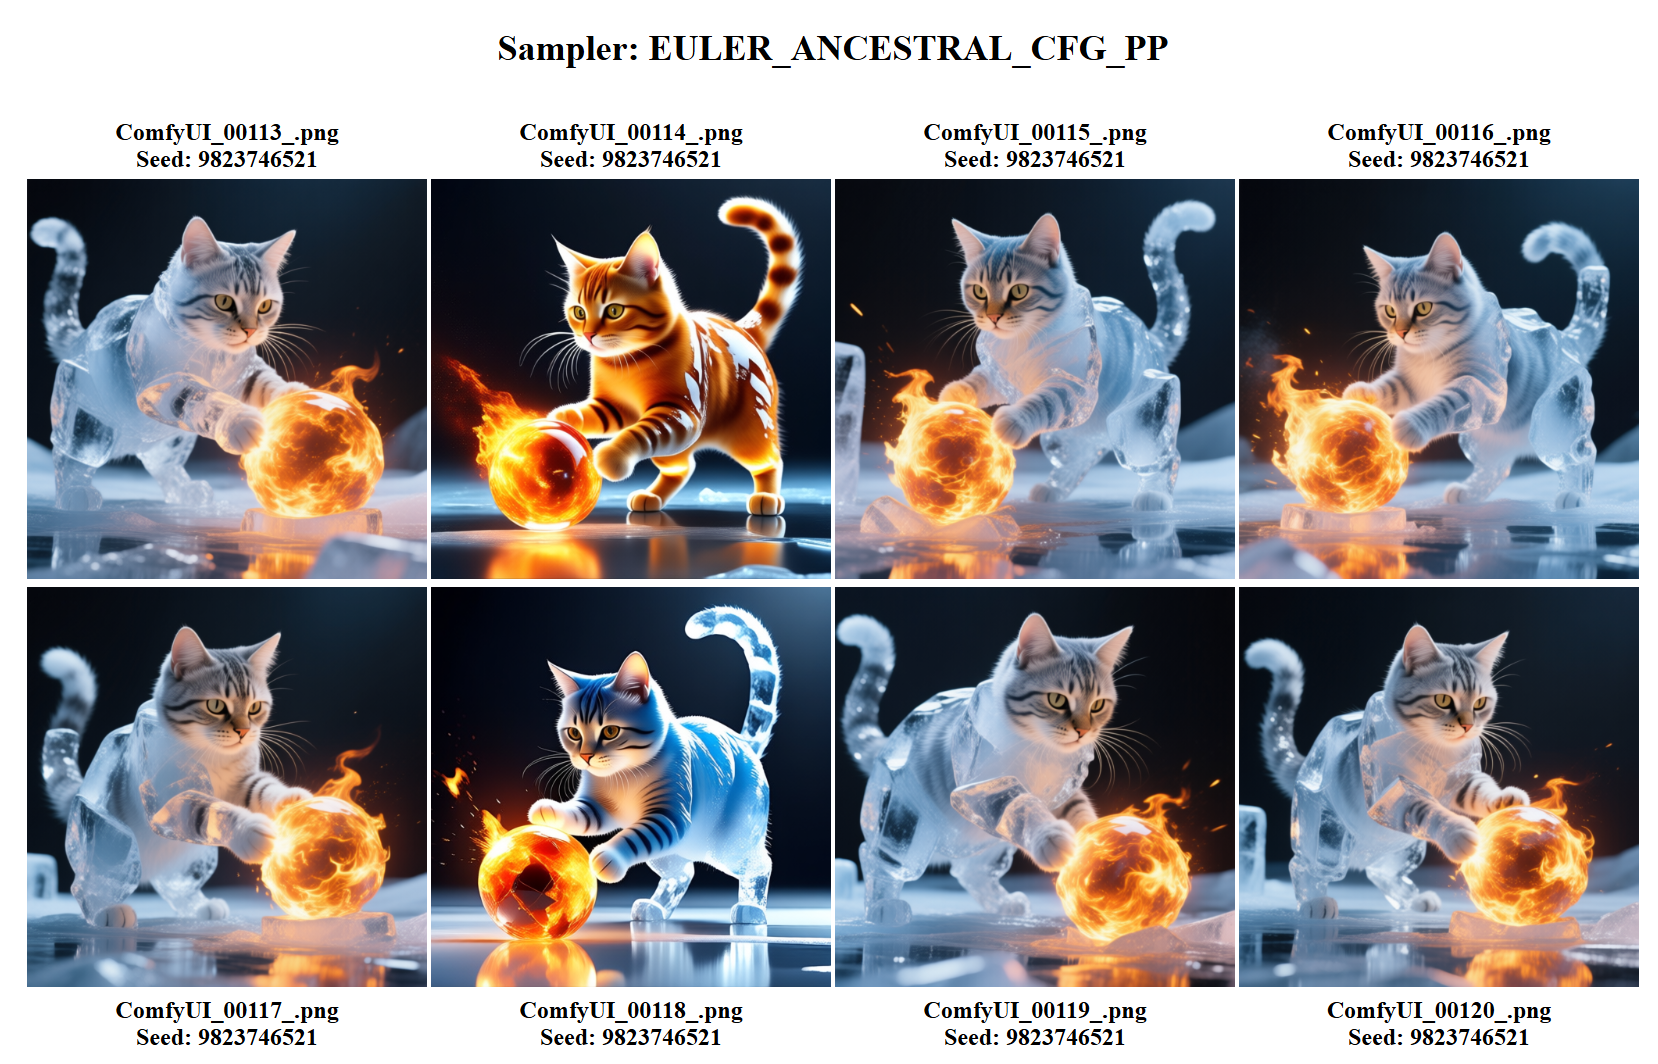 Sampler: EULER_ANCESTRAL_CFG_PP
ComfyUI_00113_.png
Seed: 9823746521
ComfyUI_00114_.png
Seed: 9823746521
ComfyUI_00115_.png
Seed: 9823746521
ComfyUI_00116_.png
Seed: 9823746521
ComfyUI_00117_.png
Seed: 9823746521
ComfyUI_00118_.png
Seed: 9823746521
ComfyUI_00119_.png
Seed: 9823746521
ComfyUI_00120_.png
Seed: 9823746521